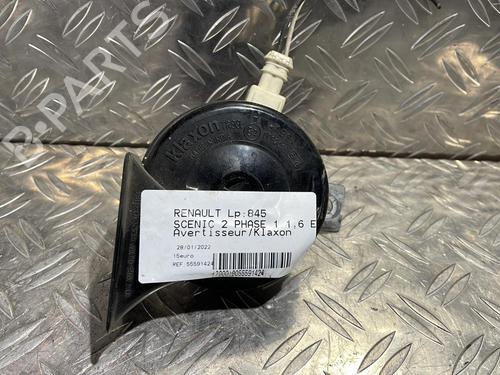 B-Parts
Klaxon
RENAULT Lp:845
SCENIC 2 PHASE 1 1.6 E
Avertisseur/Klaxon
28/01/2022
15euro
REF:55591424